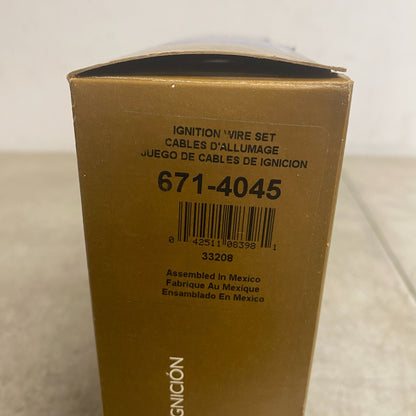 IGNITION WIRE SET
CABLES D'ALLUMAGE
JUEGO DE CABLES DE IGNICION
671-4045
0 42511 08398 1
33208
Assembled In Mexico
Fabrique Au Mexique
Ensamblado En Mexico
IGNICIÓN